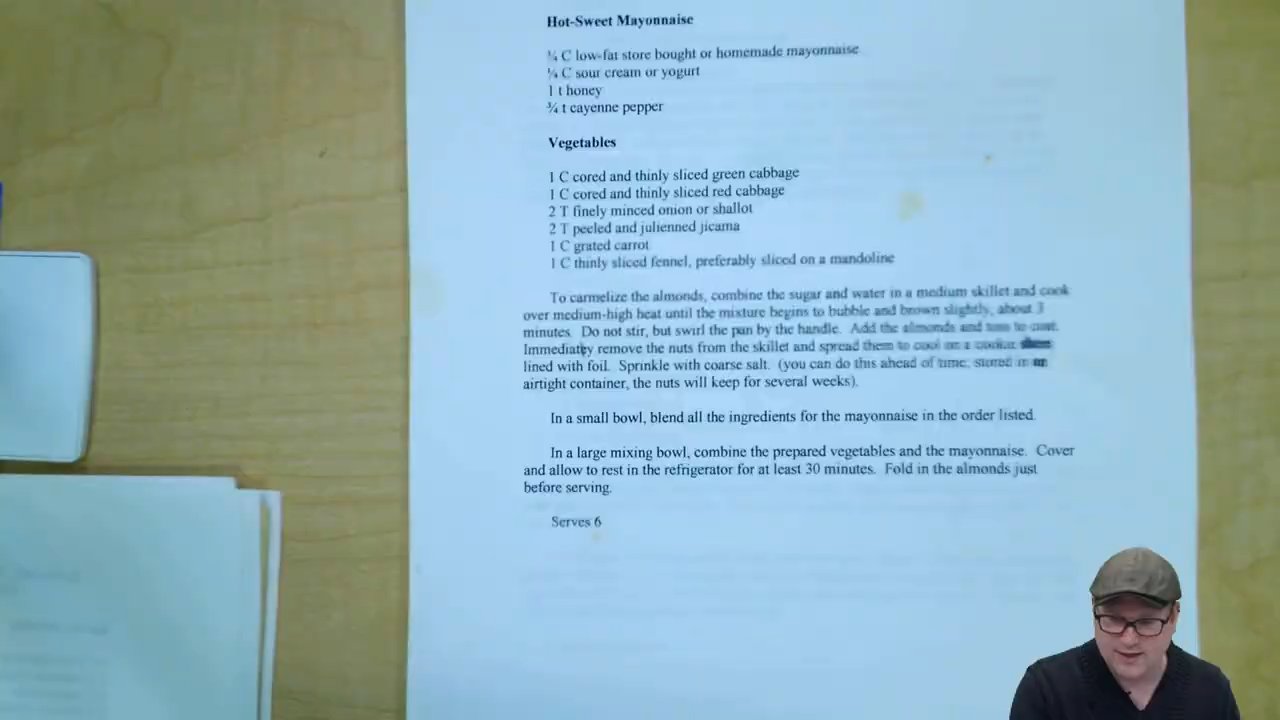 Hot-Sweet Mayonnaise
¼ C low-fat store bought or homemade mayonnaise
¼ C sour cream or yogurt
1 t honey
¾ t cayenne pepper
Vegetables
1 C cored and thinly sliced green cabbage
1 C cored and thinly sliced red cabbage
2 T finely minced onion or shallot
2 T peeled and julienned jicama
1 C grated carrot
1 C thinly sliced fennel, preferably sliced on a mandoline
To carmelize the almonds, combine the sugar and water in a medium skillet and cook
over medium-high heat until the mixture begins to bubble and brown slightly, about 3
minutes. Do not stir, but swirl the pan by the handle. Add the almonds and toss to coat.
remove the nuts from the skillet and spread them to cool on a cookie sheet
lined with foil. Sprinkle with coarse salt. (you can do this ahead of time; stored in an
airtight container, the nuts will keep for several weeks).
In a small bowl, blend all the ingredients for the mayonnaise in the order listed.
In a large mixing bowl, combine the prepared vegetables and the mayonnaise. Cover
and allow to rest in the refrigerator for at least 30 minutes. Fold in the almonds just
before serving.
Serves 6